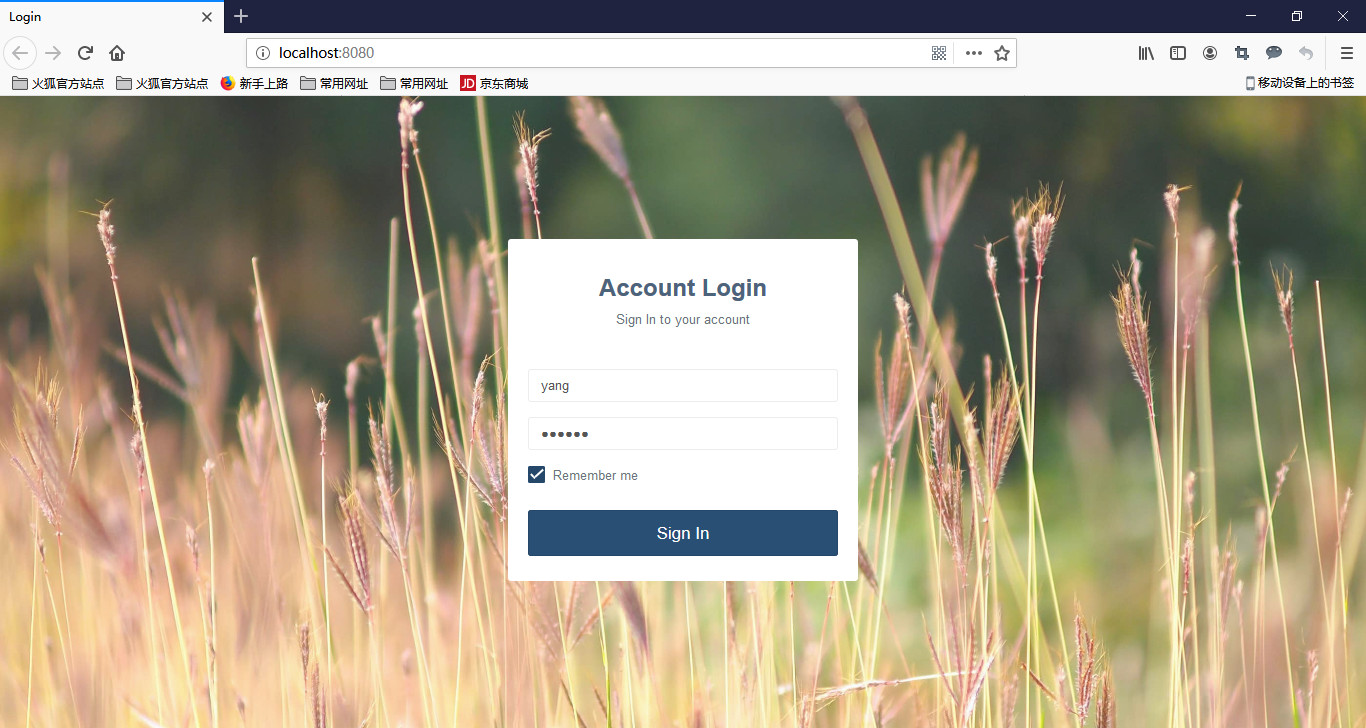 Login
localhost:8080
火狐官方站点 火狐官方站点 新手上路 常用网址 常用网址 JD 京东商城 移动设备上的书签
Account Login
Sign In to your account
yang
••••••
Remember me
Sign In